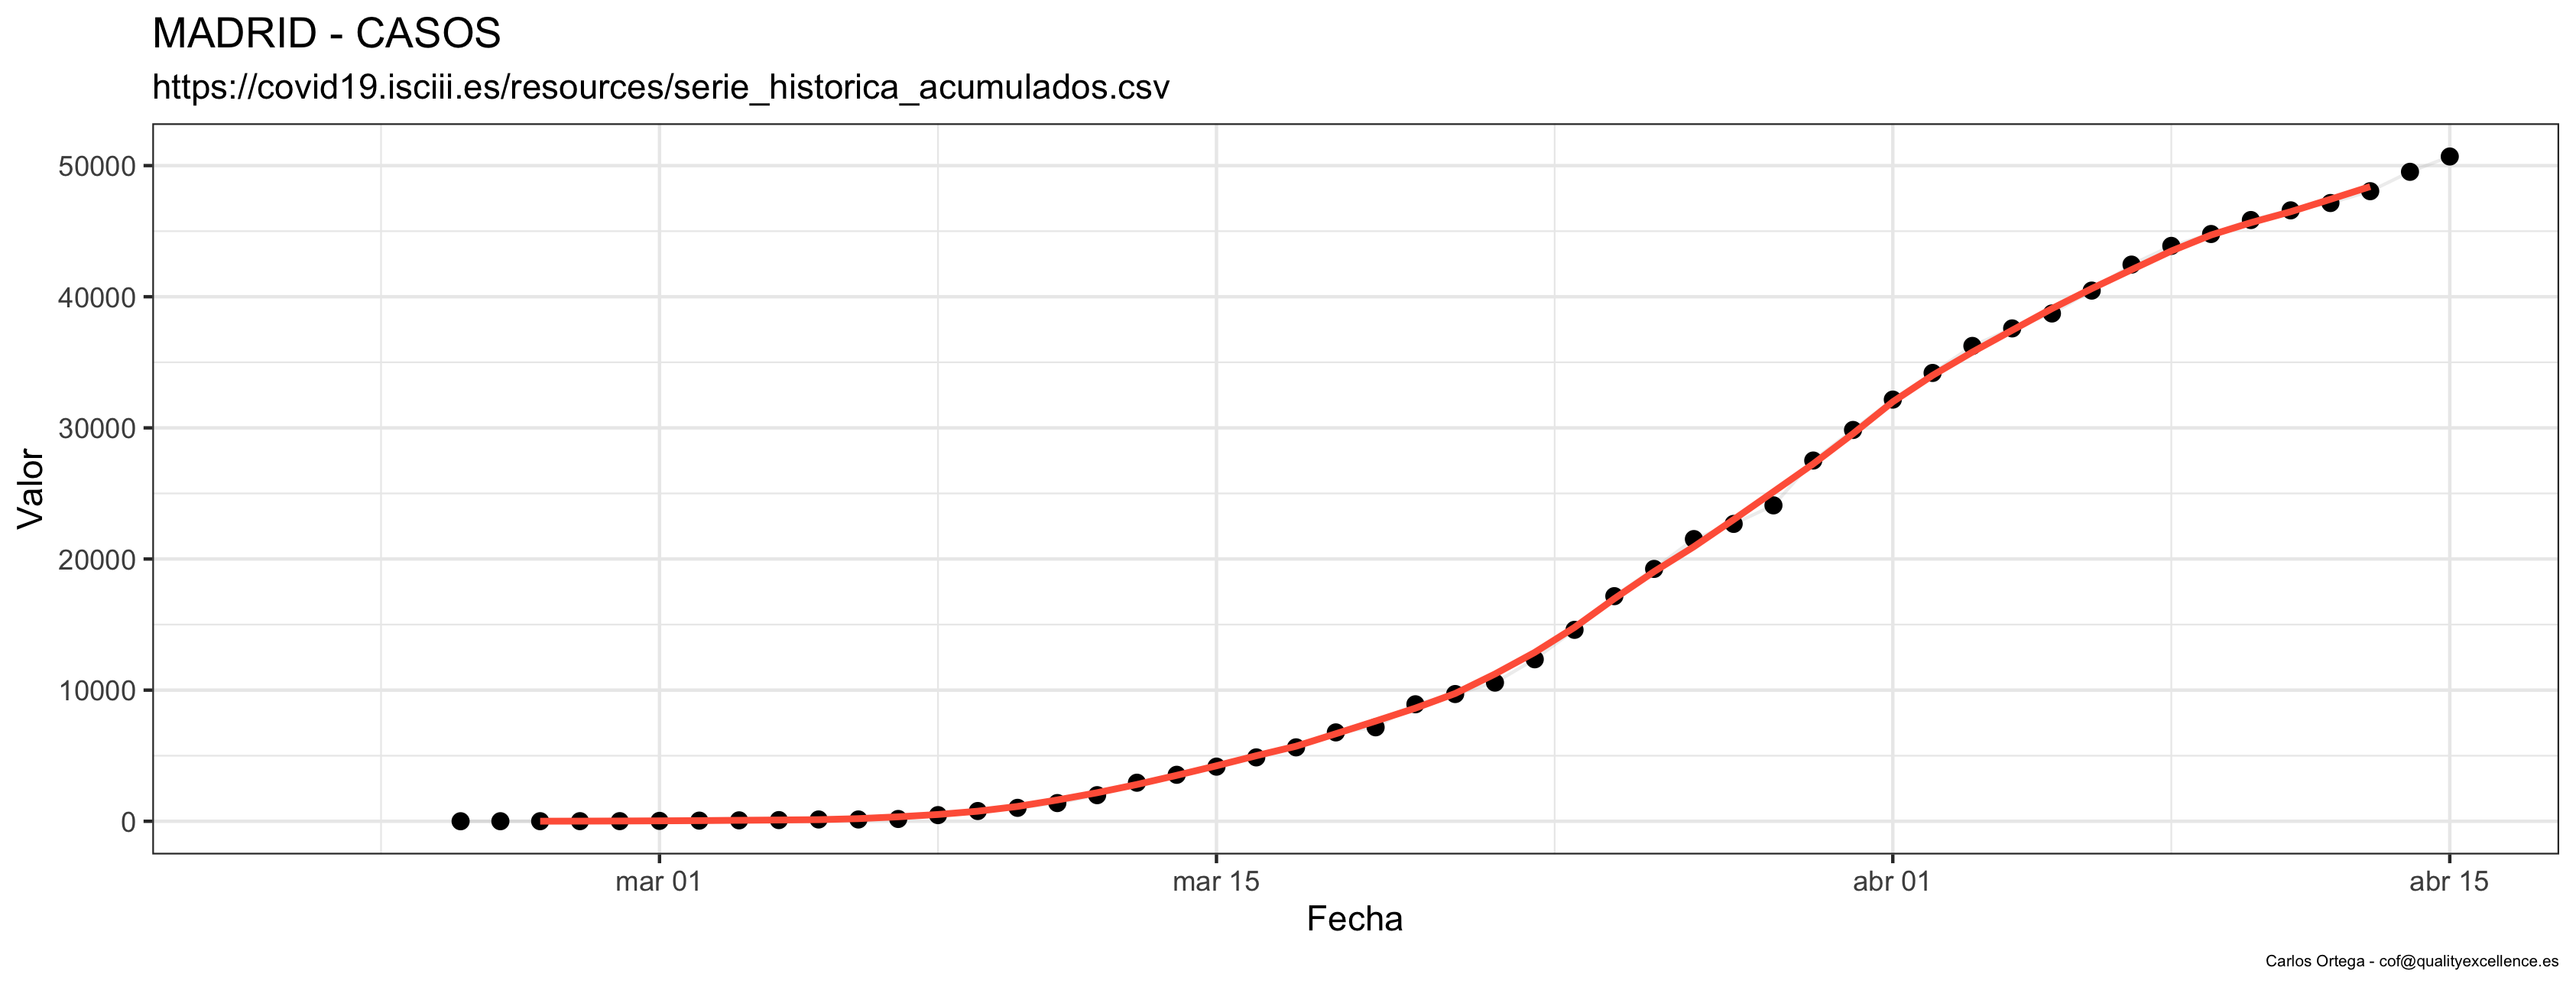 MADRID - CASOS
https://covid19.isciii.es/resources/serie_historica_acumulados.csv
Valor
50000
40000
30000
20000
10000
0
mar 01
mar 15
abr 01
abr 15
Fecha
Carlos Ortega - cof@qualityexcellence.es